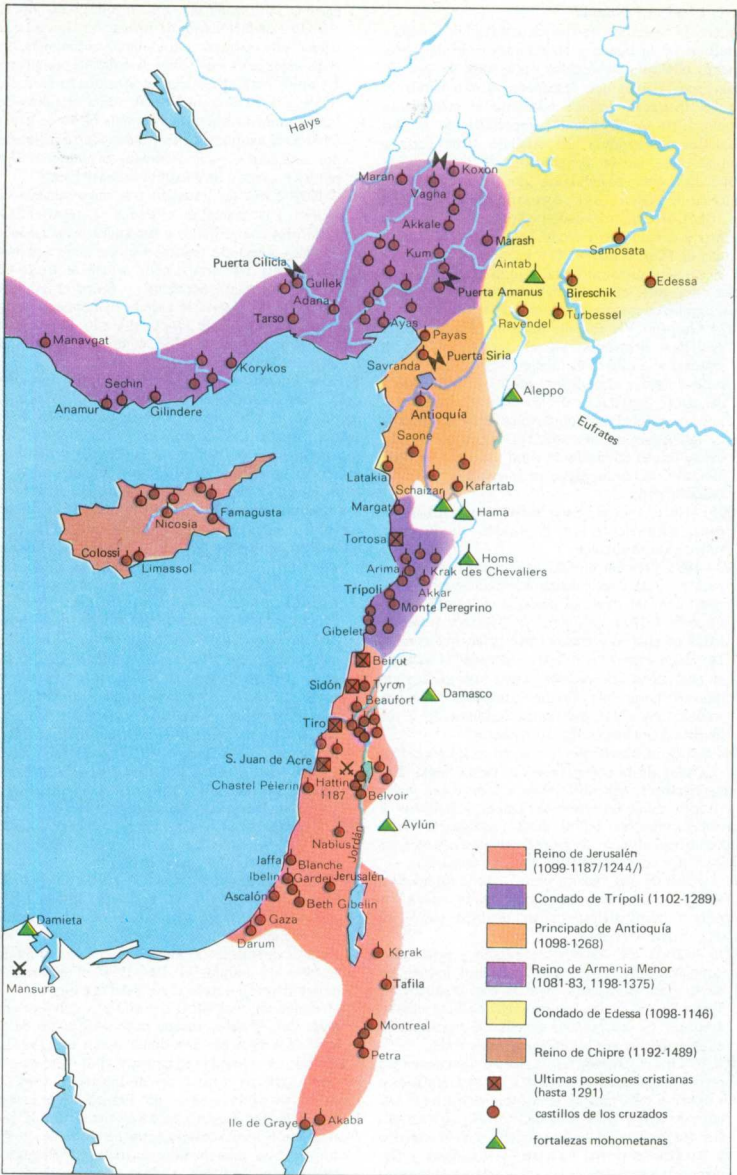 Halys
Maran
Koxon
Vagha
Akkale
Kum
Marash
Samosata
Puerta Cilicia
Gullek
Aintab
Edessa
Adana
Puerta Amanus
Bireschik
Tarso
Ayas
Ravendel
Turbessel
Manavgat
Payas
Korykos
Savranda
Puerta Siria
Sechin
Aleppo
Anamur
Gilindere
Antioquía
Eufrates
Saone
Latakia
Schaizar
Kafartab
Margat
Hama
Nicosia
Famagusta
Tortosa
Colossi
Limassol
Homs
Arima
Krak des Chevaliers
Trípoli
Akkar
Monte Peregrino
Gibelet
Beirut
Sidón
Tyron
Damasco
Beaufort
Tiro
S. Juan de Acre
Hattin
1187
Chastel Pèlerin
Belvoir
Aylún
Nablus
Jordán
Jaffa
Blanche
Ibelin
Garde
Jerusalén
Ascalón
Beth Gibelin
Damieta
Gaza
Darum
Mansura
Kerak
Tafila
Montreal
Petra
Ile de Graye
Akaba
Reino de Jerusalén
(1099-1187/1244/)
Condado de Trípoli (1102-1289)
Principado de Antioquía
(1098-1268)
Reino de Armenia Menor
(1081-83, 1198-1375)
Condado de Edessa (1098-1146)
Reino de Chipre (1192-1489)
Ultimas posesiones cristianas
(hasta 1291)
castillos de los cruzados
fortalezas mohometanas